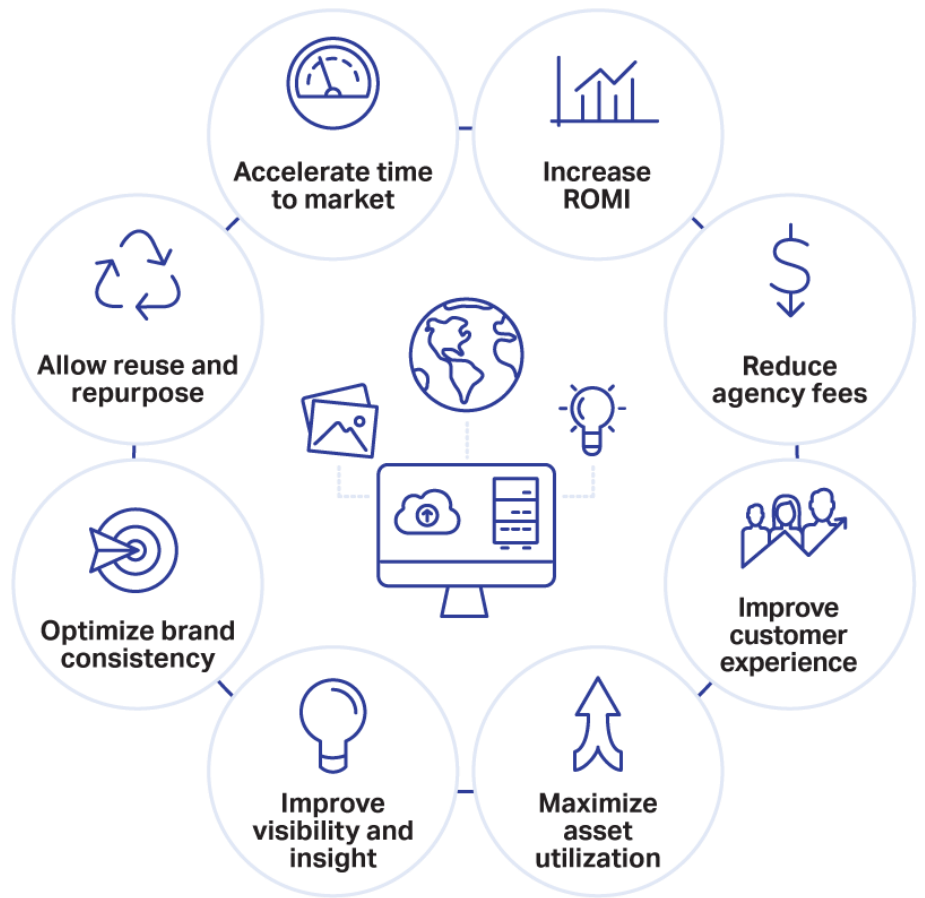 Accelerate time
to market
Increase
ROMI
Reduce
agency fees
Improve
customer
experience
Maximize
asset
utilization
Improve
visibility and
insight
Optimize brand
consistency
Allow reuse and
repurpose